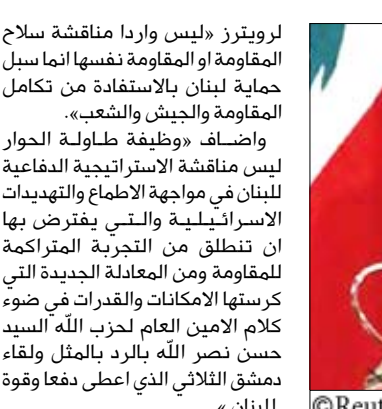 لرويترز «ليس واردا مناقشة سلاح
المقاومة او المقاومة نفسها انما سبل
حماية لبنان بالاستفادة من تكامل
المقاومة والجيش والشعب».
واضاف «وظيفة طاولة الحوار
ليس مناقشة الاستراتيجية الدفاعية
للبنان في مواجهة الاطماع والتهديدات
الاسرائيلية والتي يفترض بها
ان تنطلق من التجربة المتراكمة
للمقاومة ومن المعادلة الجديدة التي
كرستها الامكانات والقدرات في ضوء
كلام الامين العام لحزب الله السيد
حسن نصر الله بالرد بالمثل ولقاء
دمشق الثلاثي الذي اعطى دفعا وقوة
للبنان».
©Reut